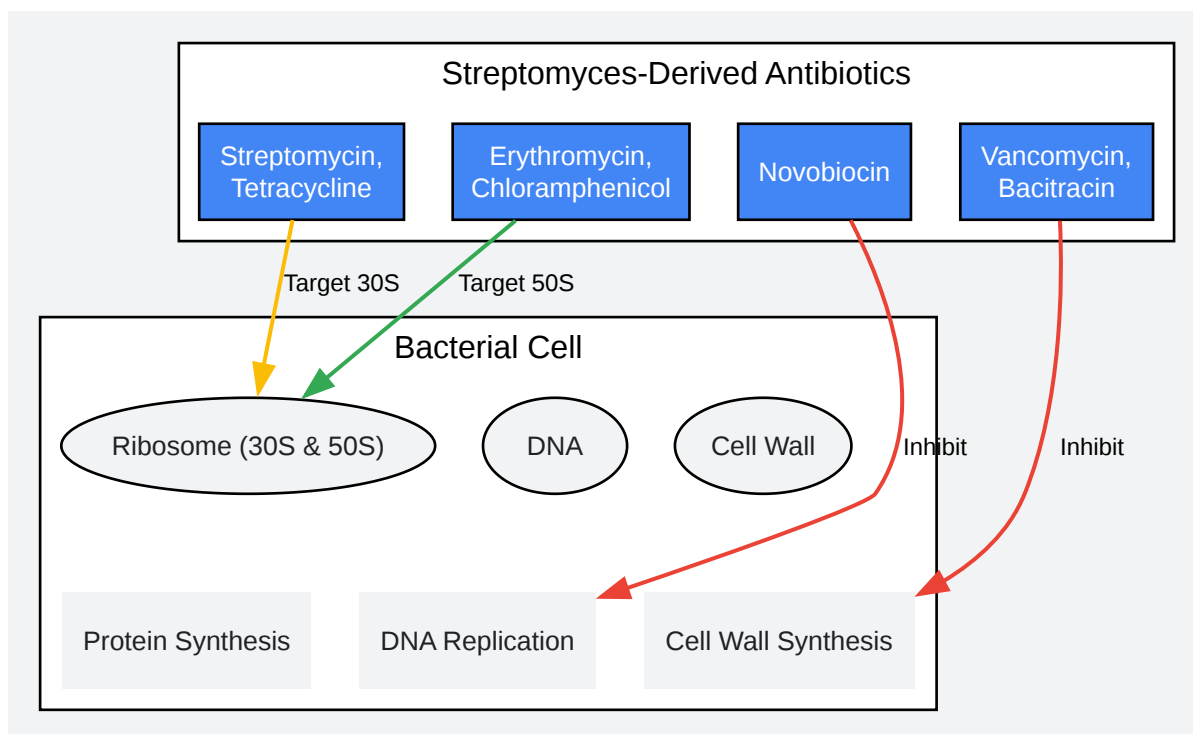 Streptomyces-Derived Antibiotics
Streptomycin,
Tetracycline
Erythromycin,
Chloramphenicol
Novobiocin
Vancomycin,
Bacitracin
Target 30S
Target 50S
Bacterial Cell
Ribosome (30S & 50S)
DNA
Cell Wall
Inhibit
Inhibit
Protein Synthesis
DNA Replication
Cell Wall Synthesis